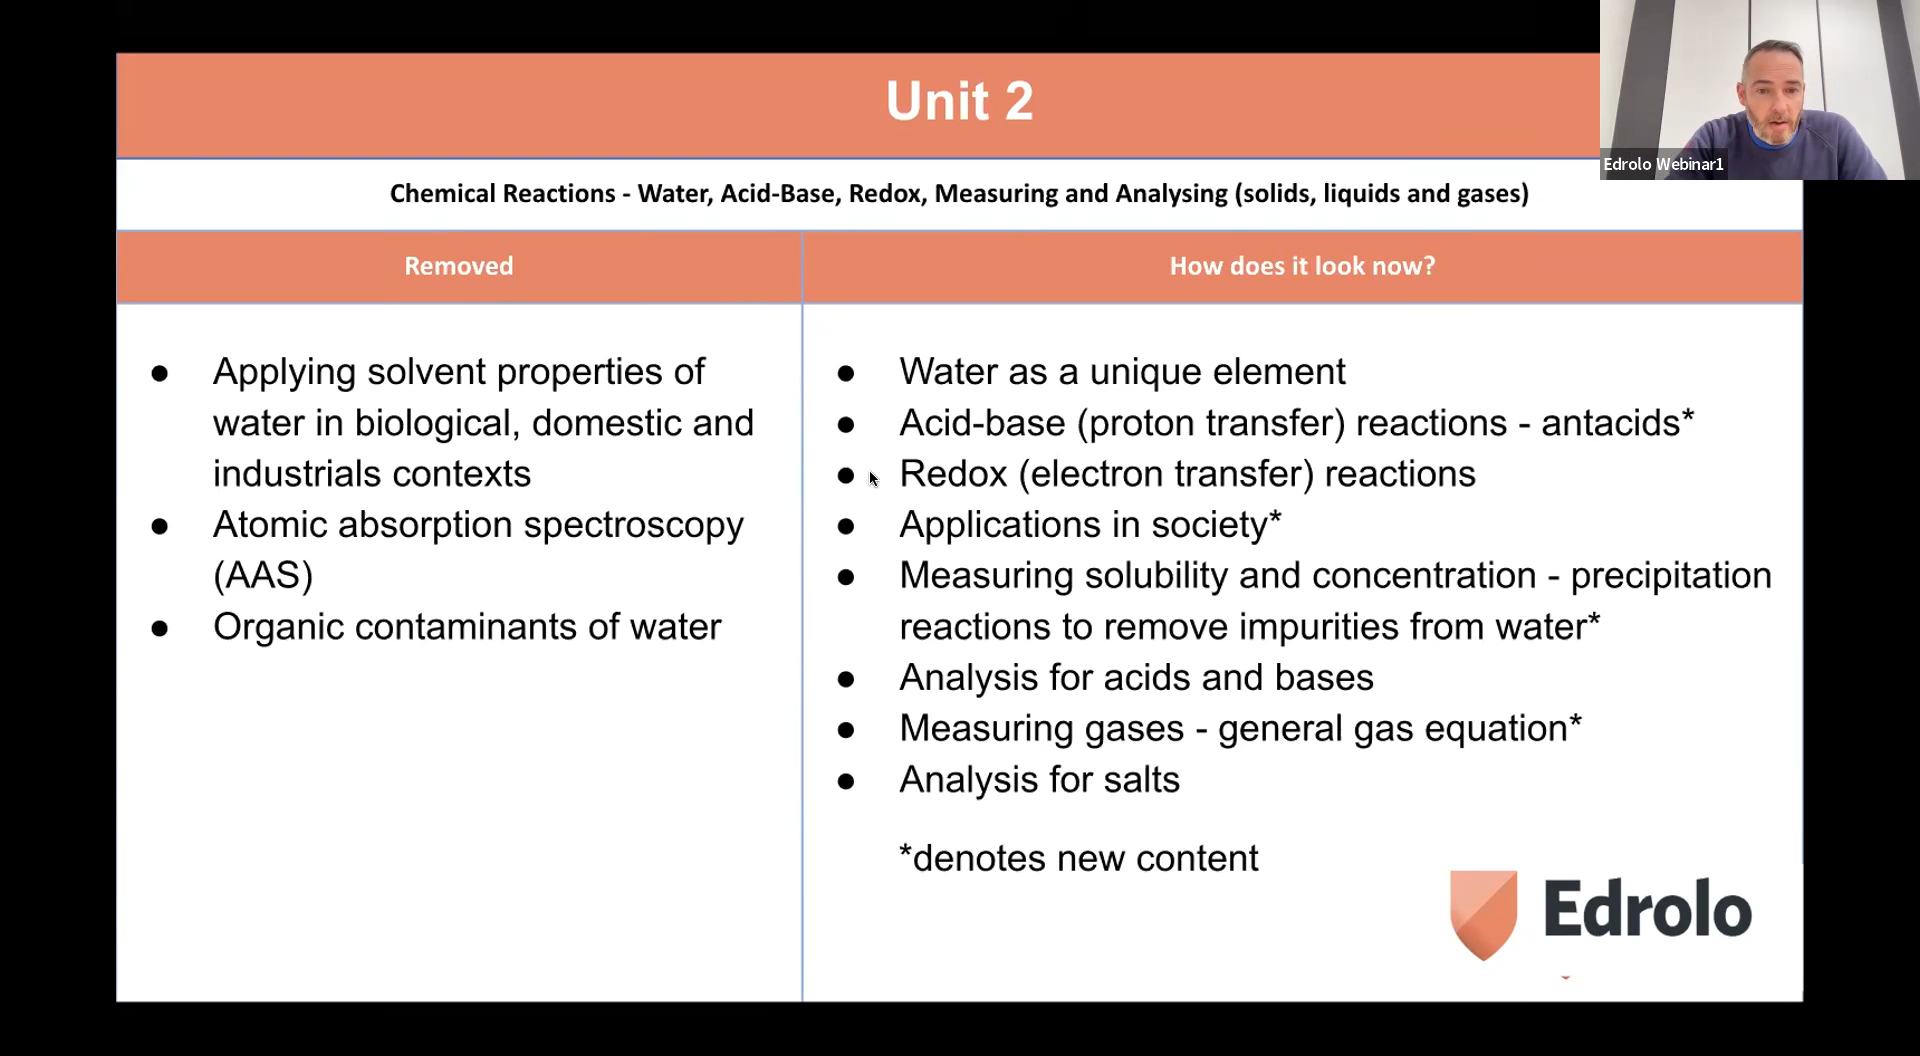 Unit 2
Edrolo Webinar1
Chemical Reactions - Water, Acid-Base, Redox, Measuring and Analysing (solids, liquids and gases)
Removed
How does it look now?
● Applying solvent properties of
water in biological, domestic and
industrials contexts
● Atomic absorption spectroscopy
(AAS)
● Organic contaminants of water
● Water as a unique element
● Acid-base (proton transfer) reactions - antacids*
● Redox (electron transfer) reactions
● Applications in society*
● Measuring solubility and concentration - precipitation
reactions to remove impurities from water*
● Analysis for acids and bases
● Measuring gases - general gas equation*
● Analysis for salts
*denotes new content
Edrolo